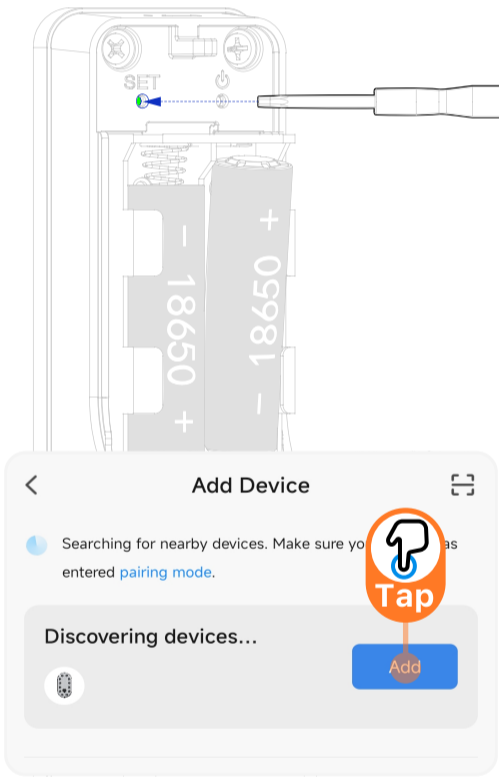 SET
− 18650 +
− 18650 +
Add Device
Searching for nearby devices. Make sure yo as
entered pairing mode.
Tap
Discovering devices...
Add